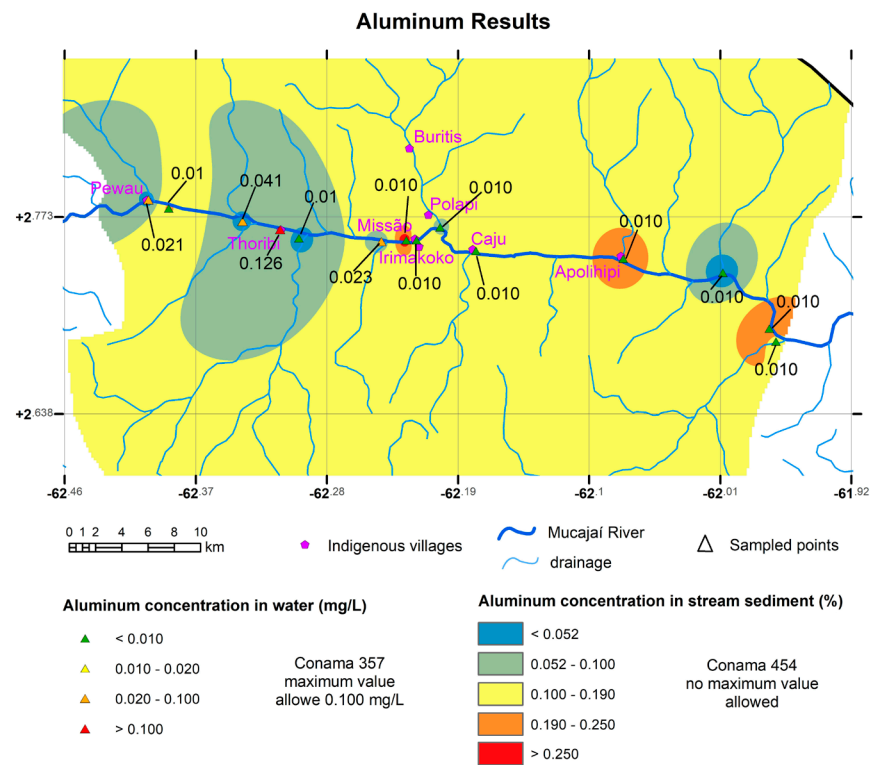 Aluminum Results
Buritis
Pewau
0.01
0.041
0.01
0.010
Polapi
0.010
+2.773
0.021
Thoribi
0.126
Missão
0.023
Irimakoko
0.010
Caju
0.010
0.010
Apolihipi
0.010
0.010
0.010
+2.638
-62.46
-62.37
-62.28
-62.19
-62.1
-62.01
-61.92
0 1 2 4 6 8 10
km
Indigenous villages
Mucajaí River
drainage
Sampled points
Aluminum concentration in water (mg/L)
< 0.010
0.010 - 0.020
0.020 - 0.100
> 0.100
Conama 357
maximum value
allowe 0.100 mg/L
Aluminum concentration in stream sediment (%)
< 0.052
0.052 - 0.100
0.100 - 0.190
0.190 - 0.250
> 0.250
Conama 454
no maximum value
allowed